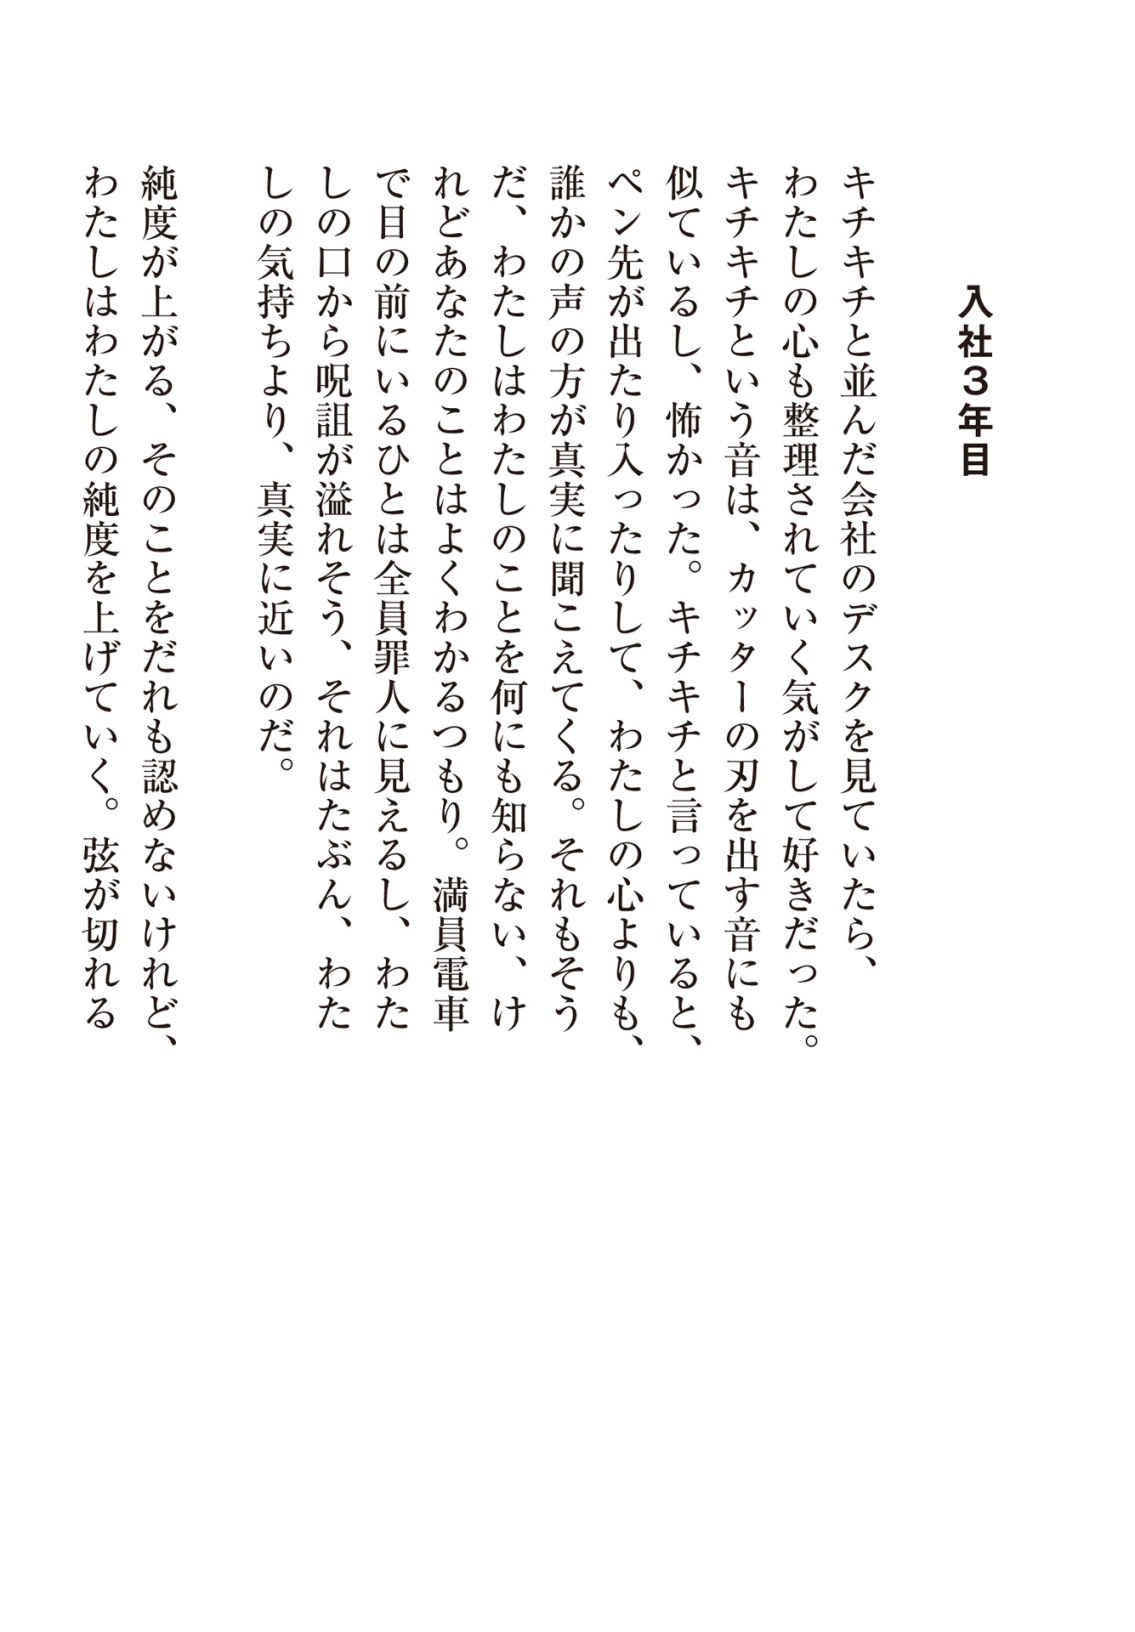 入社3年目
キチキチと並んだ会社のデスクを見ていたら、
わたしの心も整理されていく気がして好きだった。
キチキチという音は、カッターの刃を出す音にも
似ているし、怖かった。キチキチと言っていると、
ペン先が出たり入ったりして、わたしの心よりも、
誰かの声の方が真実に聞こえてくる。それもそう
だ、わたしはわたしのことを何にも知らない、け
れどあなたのことはよくわかるつもり。満員電車
で目の前にいるひとは全員罪人に見えるし、わた
しの口から呪詛が溢れそう、それはたぶん、わた
しの気持ちより、真実に近いのだ。
純度が上がる、そのことをだれも認めないけれど、
わたしはわたしの純度を上げていく。弦が切れる